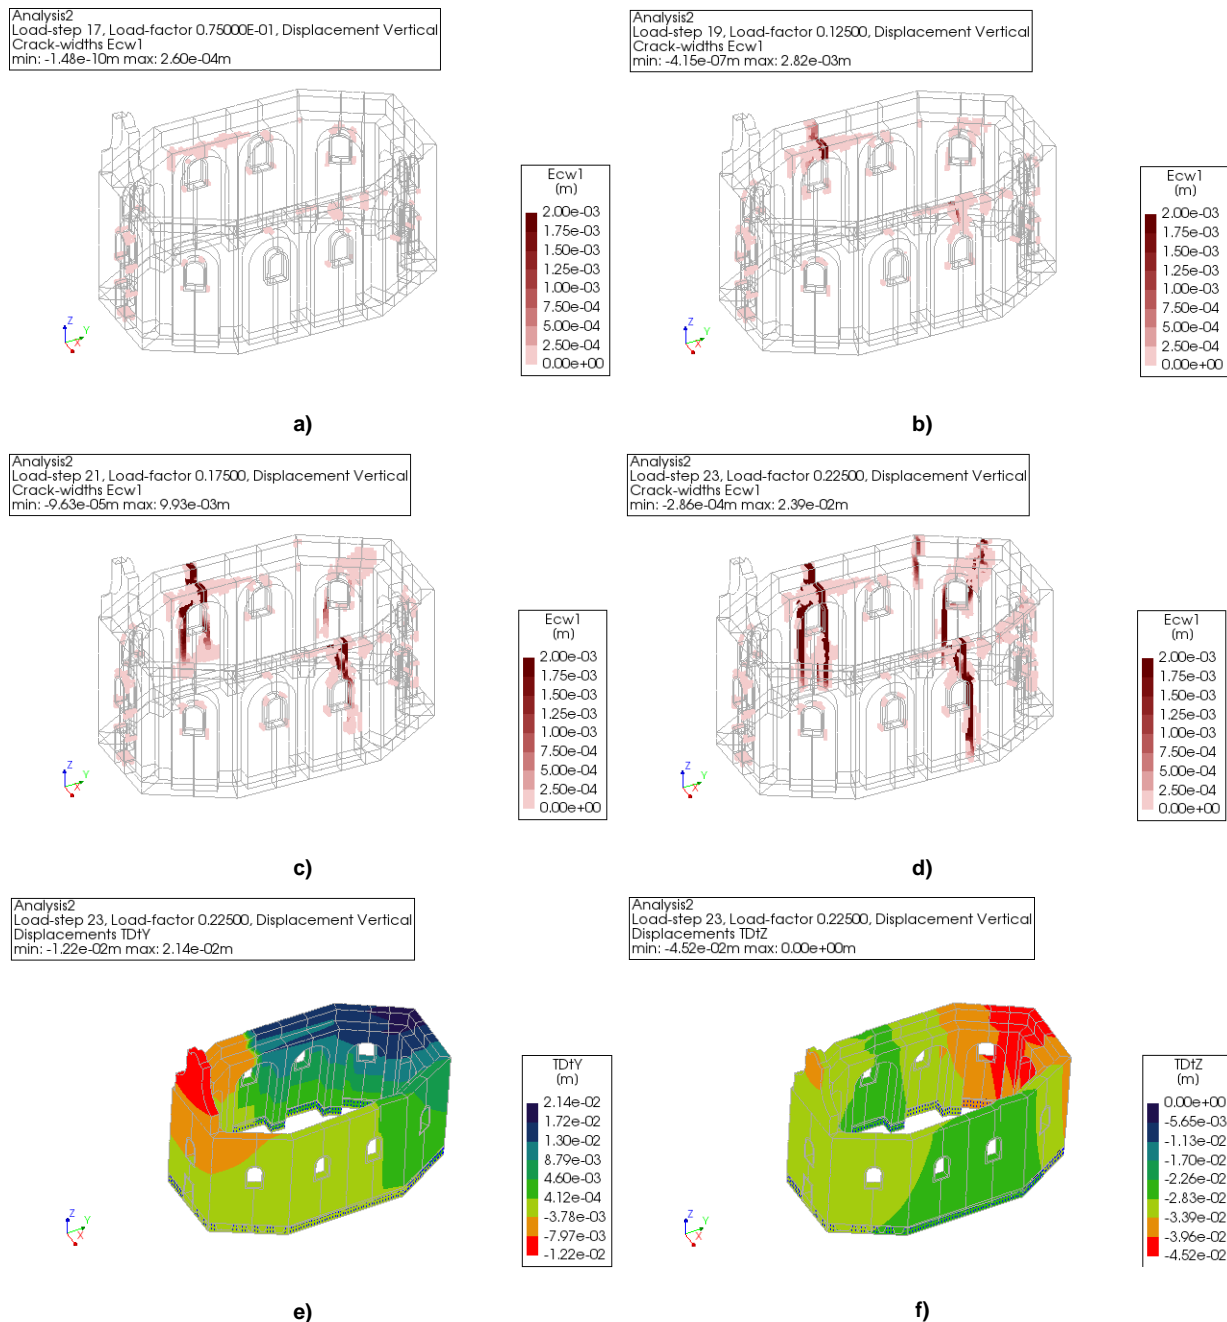 Analysis2
Load-step 17, Load-factor 0.75000E-01, Displacement Vertical
Crack-widths Ecw1
min: -1.48e-10m max: 2.60e-04m
Ecw1
(m)
2.00e-03
1.75e-03
1.50e-03
1.25e-03
1.00e-03
7.50e-04
5.00e-04
2.50e-04
0.00e+00
Z
Y
X
a)
Analysis2
Load-step 19, Load-factor 0.12500, Displacement Vertical
Crack-widths Ecw1
min: -4.15e-07m max: 2.82e-03m
Ecw1
(m)
2.00e-03
1.75e-03
1.50e-03
1.25e-03
1.00e-03
7.50e-04
5.00e-04
2.50e-04
0.00e+00
Z
Y
X
b)
Analysis2
Load-step 21, Load-factor 0.17500, Displacement Vertical
Crack-widths Ecw1
min: -9.63e-05m max: 9.93e-03m
Ecw1
(m)
2.00e-03
1.75e-03
1.50e-03
1.25e-03
1.00e-03
7.50e-04
5.00e-04
2.50e-04
0.00e+00
Z
Y
X
c)
Analysis2
Load-step 23, Load-factor 0.22500, Displacement Vertical
Crack-widths Ecw1
min: -2.86e-04m max: 2.39e-02m
Ecw1
(m)
2.00e-03
1.75e-03
1.50e-03
1.25e-03
1.00e-03
7.50e-04
5.00e-04
2.50e-04
0.00e+00
Z
Y
X
d)
Analysis2
Load-step 23, Load-factor 0.22500, Displacement Vertical
Displacements TDtY
min: -1.22e-02m max: 2.14e-02m
TDtY
(m)
2.14e-02
1.72e-02
1.30e-02
8.79e-03
4.60e-03
4.12e-04
-3.78e-03
-7.97e-03
-1.22e-02
Z
Y
X
e)
Analysis2
Load-step 23, Load-factor 0.22500, Displacement Vertical
Displacements TDtZ
min: -4.52e-02m max: 0.00e+00m
TDtZ
(m)
0.00e+00
-5.65e-03
-1.13e-02
-1.70e-02
-2.26e-02
-2.83e-02
-3.39e-02
-3.96e-02
-4.52e-02
Z
Y
X
f)